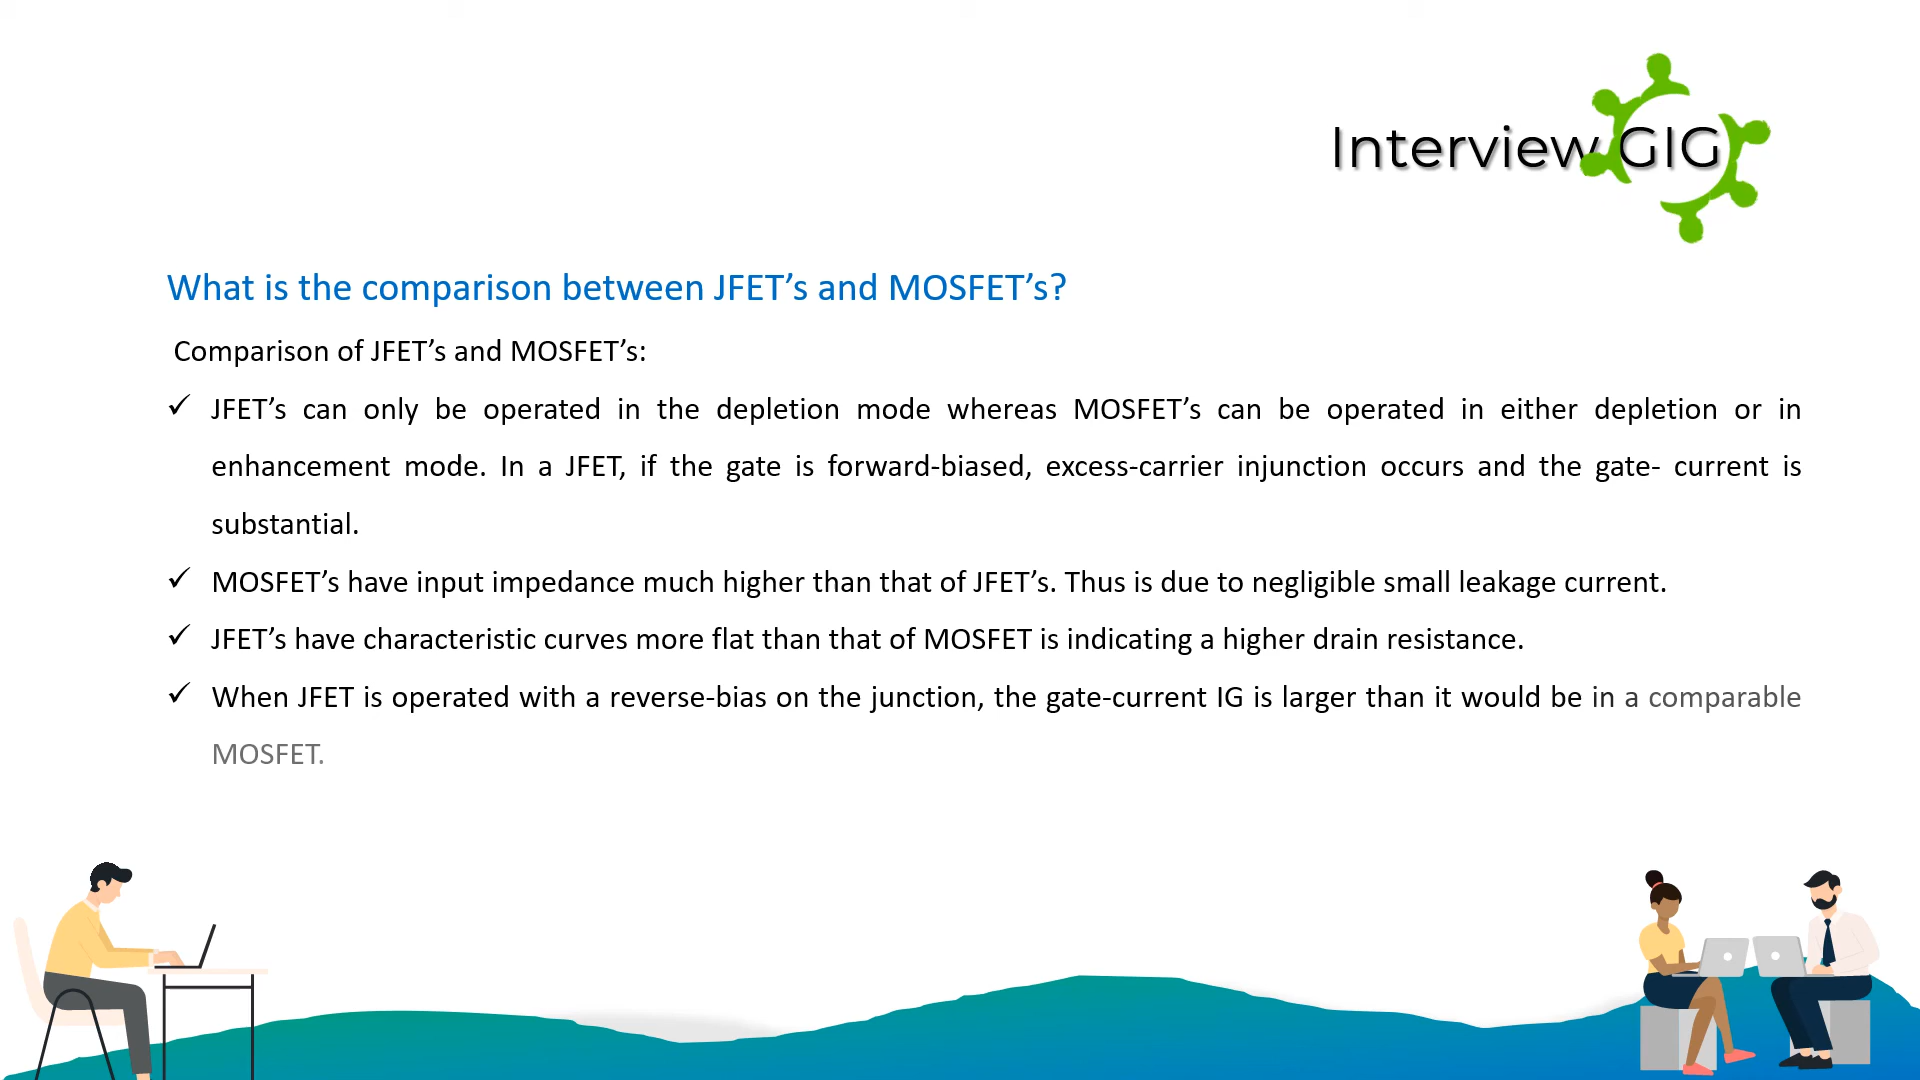 Interview GIG
What is the comparison between JFET’s and MOSFET’s?
Comparison of JFET’s and MOSFET’s:
✓ JFET’s can only be operated in the depletion mode whereas MOSFET’s can be operated in either depletion or in
enhancement mode. In a JFET, if the gate is forward-biased, excess-carrier injunction occurs and the gate- current is
substantial.
✓ MOSFET’s have input impedance much higher than that of JFET’s. Thus is due to negligible small leakage current.
✓ JFET’s have characteristic curves more flat than that of MOSFET is indicating a higher drain resistance.
✓ When JFET is operated with a reverse-bias on the junction, the gate-current IG is larger than it would be in a comparable
MOSFET.